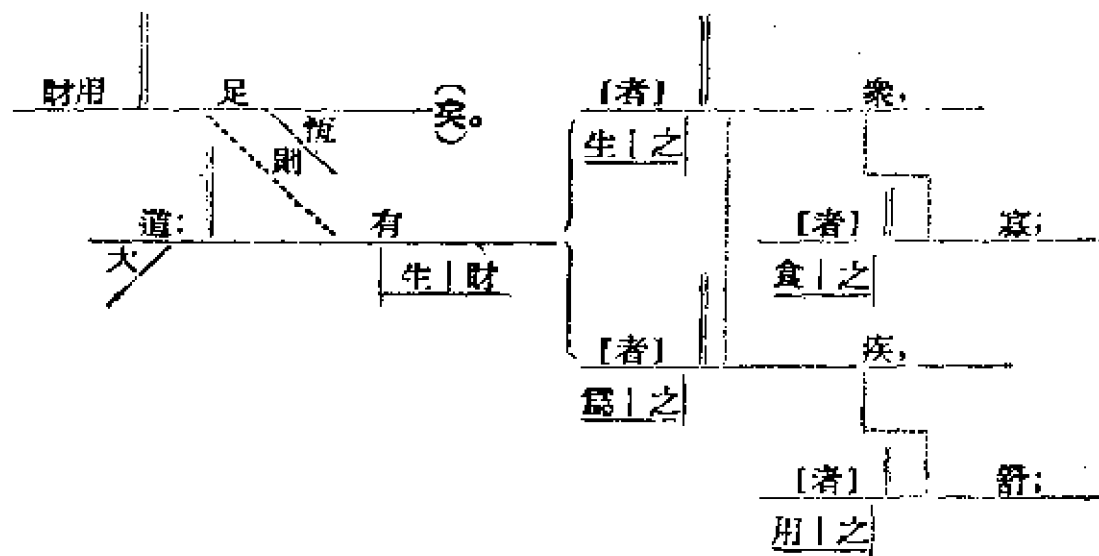 財用 足 (矣。) [者] 衆,
恆 生|之
則
道: 有 [者] 寡;
大 生|財 食|之
[者] 疾,
爲|之
[者] 舒;
用|之